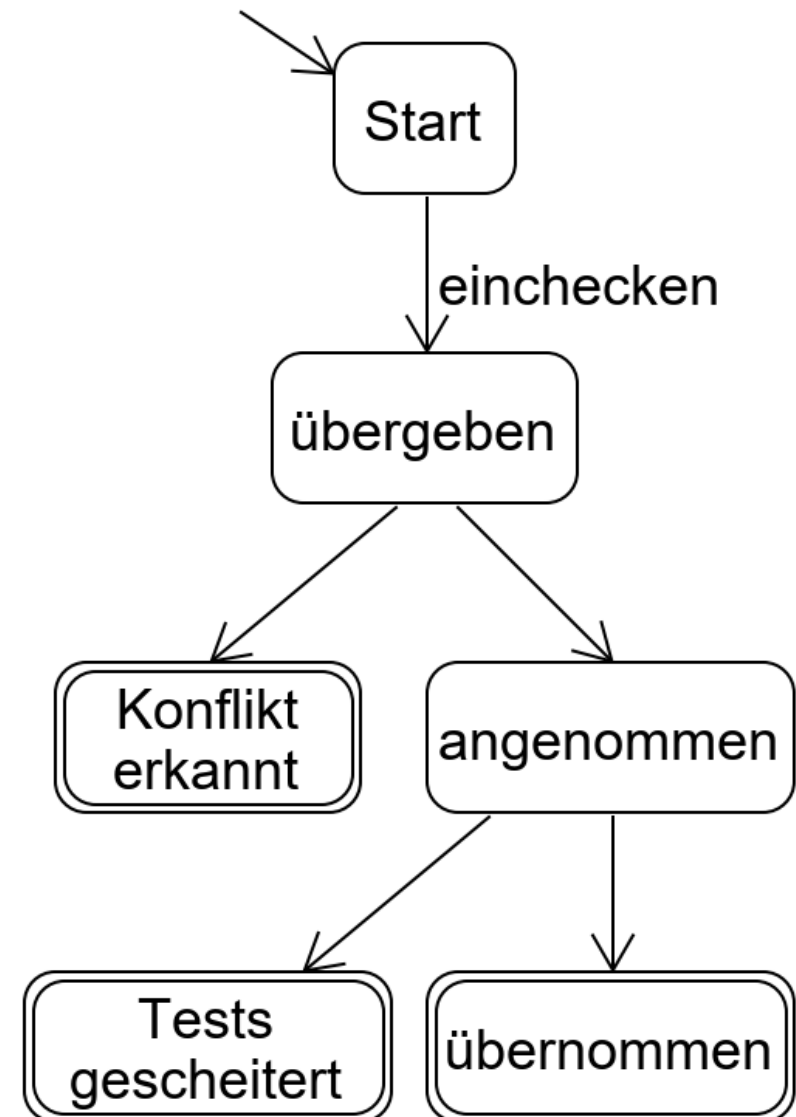 Start
einchecken
übergeben
Konflikt
erkannt
angenommen
Tests
gescheitert
übernommen